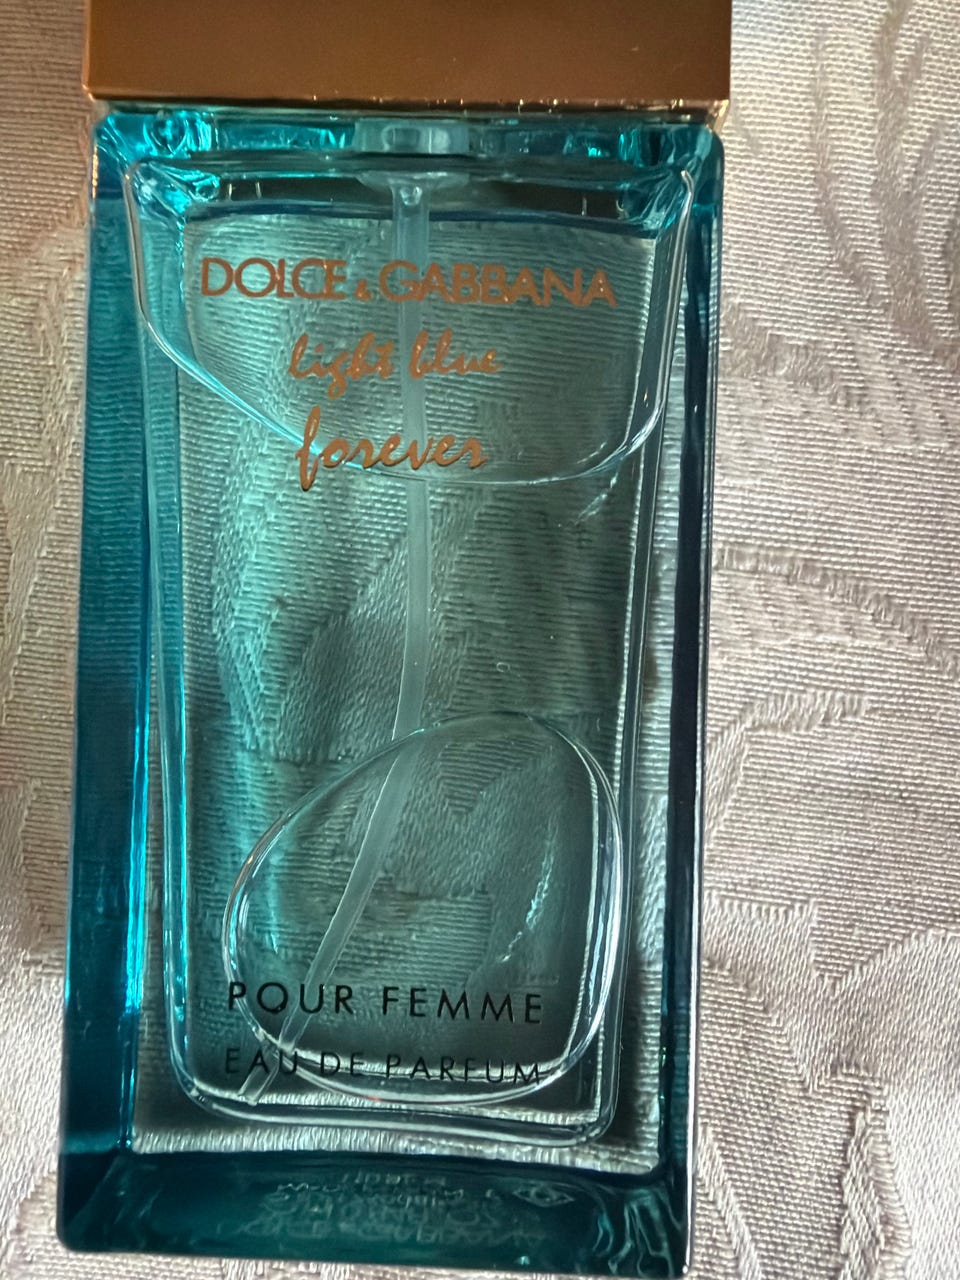 DOLCE & GABBANA
light blue
forever
POUR FEMME
EAU DE PARFUM